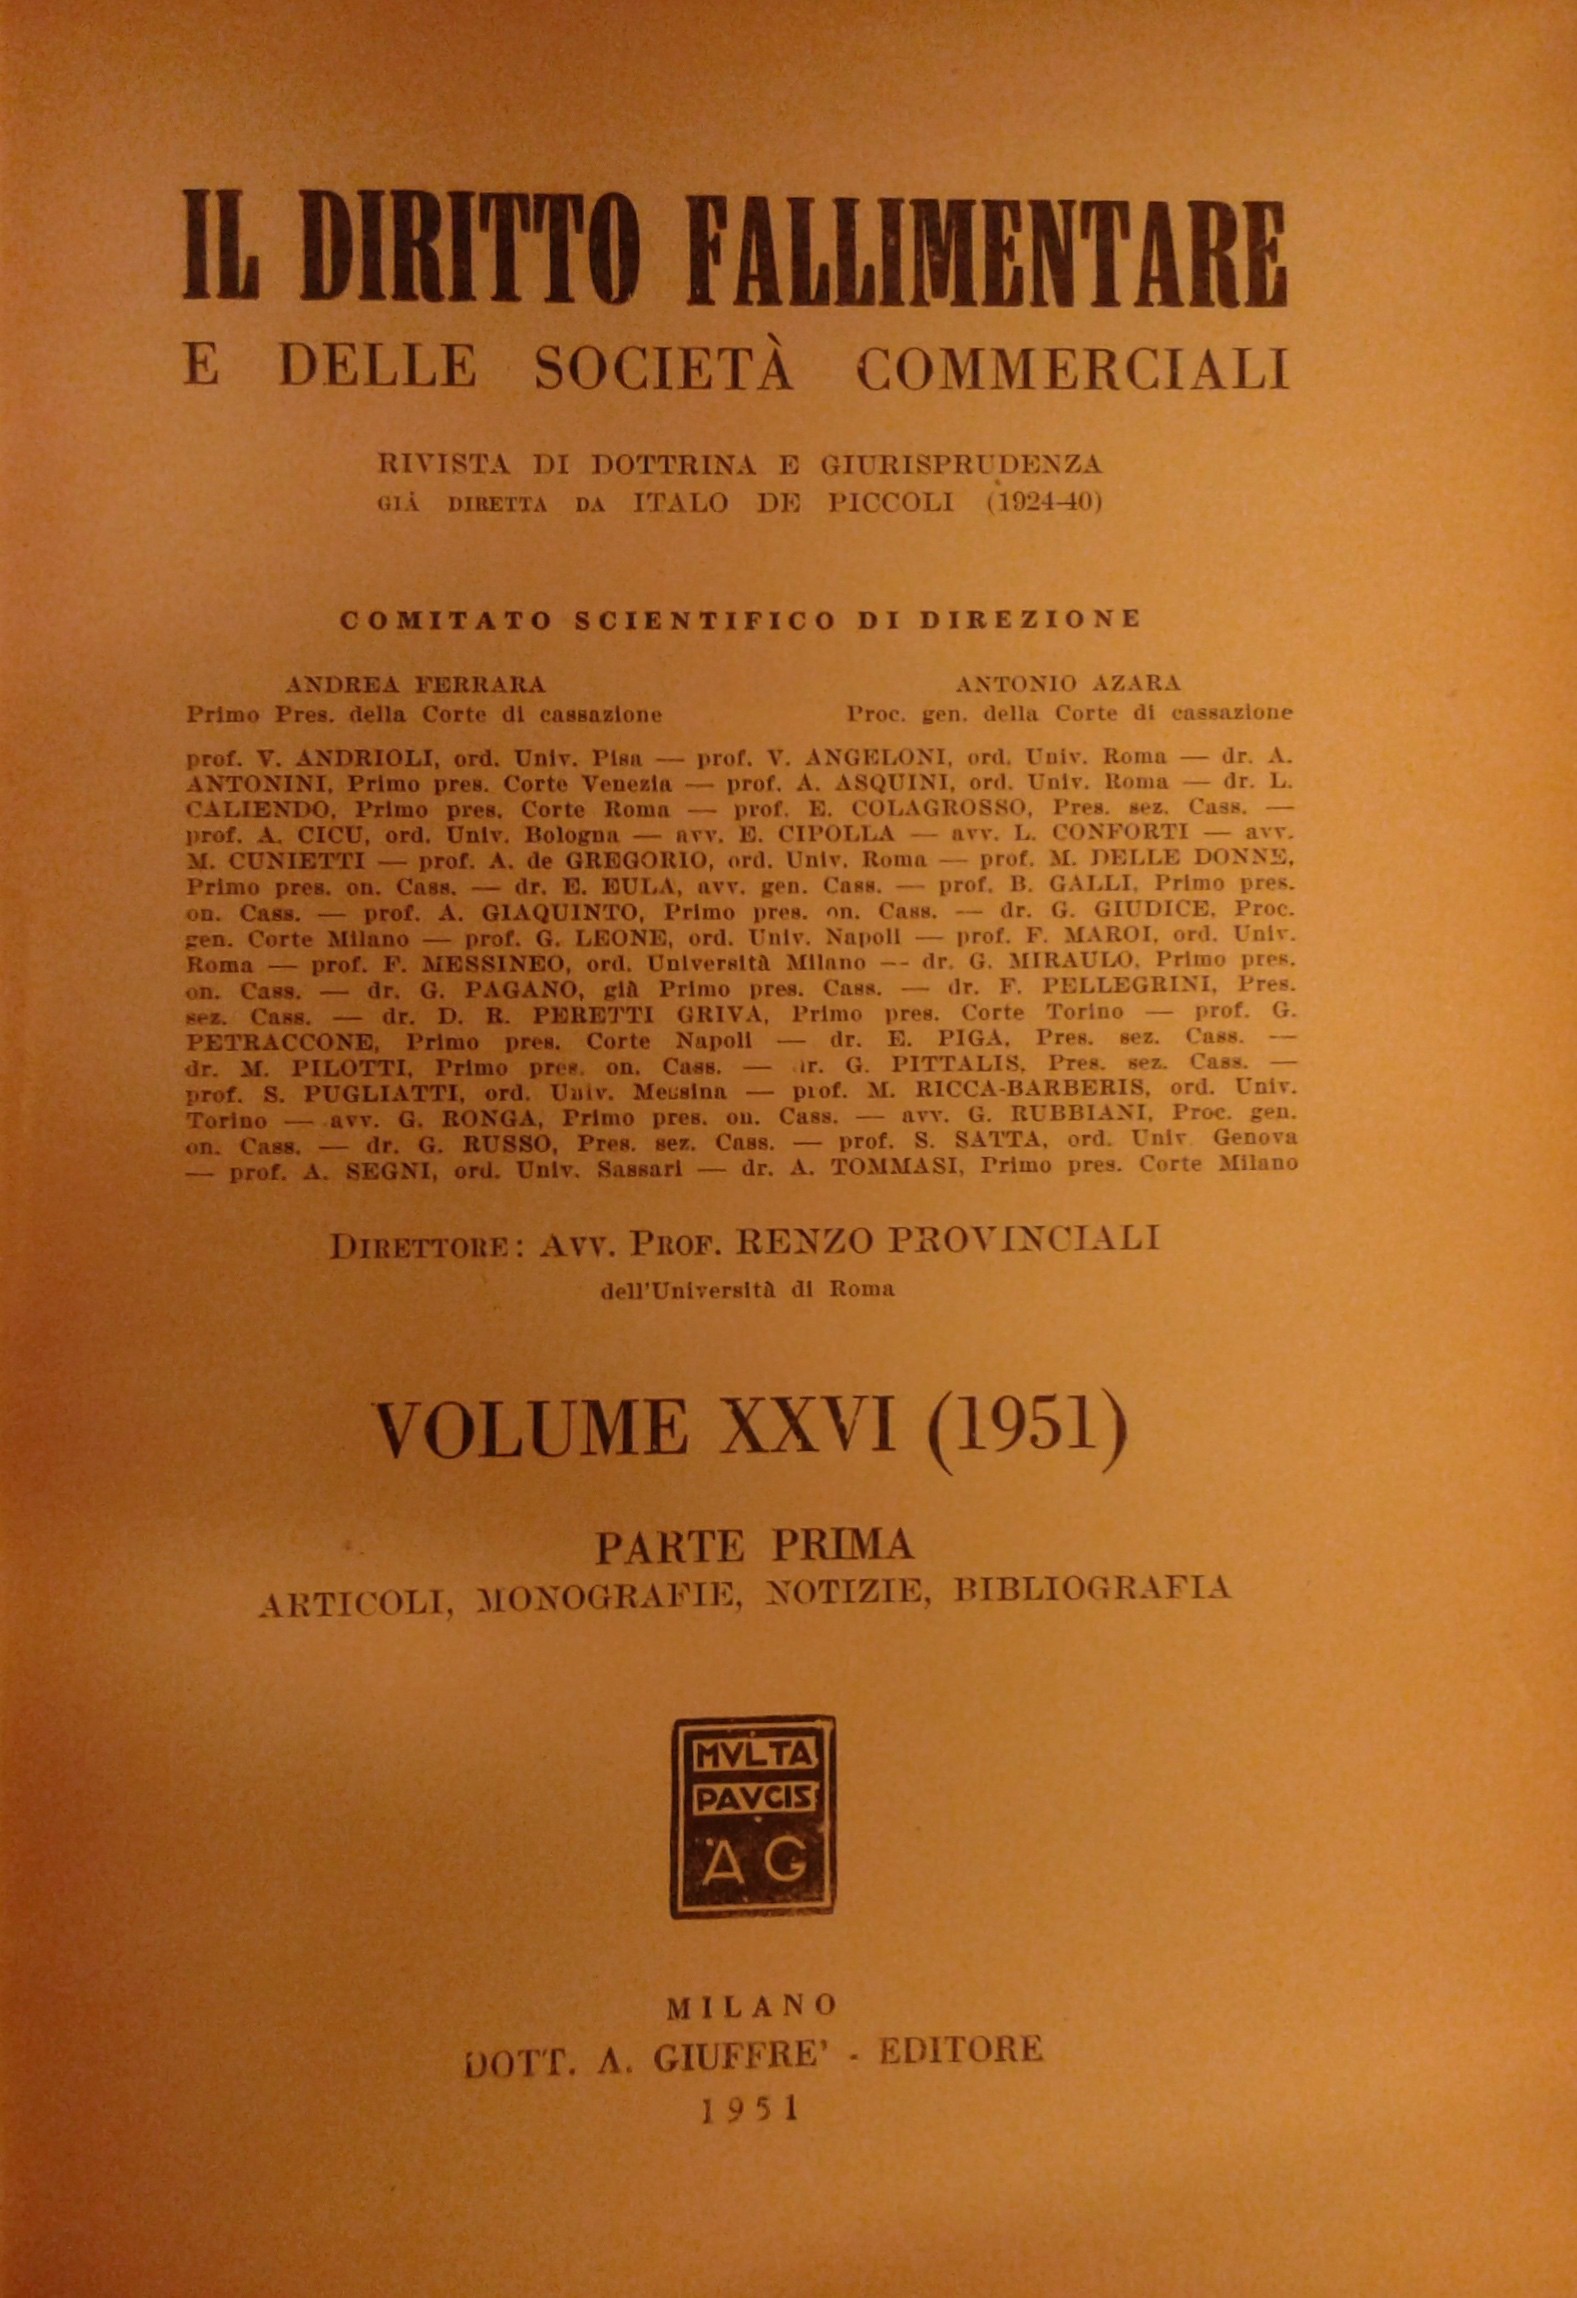 IL DIRITTO FALLIMENTARE
E DELLE SOCIETÀ COMMERCIALI
RIVISTA DI DOTTRINA E GIURISPRUDENZA
GIÀ DIRETTA DA ITALO DE PICCOLI (1924-40)
COMITATO SCIENTIFICO DI DIREZIONE
ANDREA FERRARA
Primo Pres. della Corte di cassazione
ANTONIO AZARA
Proc. gen. della Corte di cassazione
prof. V. ANDRIOLI, ord. Univ. Pisa — prof. V. ANGELONI, ord. Univ. Roma — dr. A.
ANTONINI, Primo pres. Corte Venezia — prof. A. ASQUINI, ord. Univ. Roma — dr. L.
CALIENDO, Primo pres. Corte Roma — prof. E. COLAGROSSO, Pres. sez. Cass. —
prof. A. CICU, ord. Univ. Bologna — avv. E. CIPOLLA — avv. L. CONFORTI — avv.
M. CUNIETTI — prof. A. de GREGORIO, ord. Univ. Roma — prof. M. DELLE DONNE,
Primo pres. on. Cass. — dr. E. EULA, avv. gen. Cass. — prof. B. GALLI, Primo pres.
on. Cass. — prof. A. GIAQUINTO, Primo pres. on. Cass. — dr. G. GIUDICE, Proc.
gen. Corte Milano — prof. G. LEONE, ord. Univ. Napoli — prof. F. MAROI, ord. Univ.
Roma — prof. F. MESSINEO, ord. Università Milano — dr. G. MIRAULO, Primo pres.
on. Cass. — dr. G. PAGANO, già Primo pres. Cass. — dr. F. PELLEGRINI, Pres.
sez. Cass. — dr. D. R. PERETTI GRIVA, Primo pres. Corte Torino — prof. G.
PETRACCONE, Primo pres. Corte Napoli — dr. E. PIGA, Pres. sez. Cass. —
dr. M. PILOTTI, Primo pres. on. Cass. — dr. G. PITTALIS, Pres. sez. Cass. —
prof. S. PUGLIATTI, ord. Univ. Messina — prof. M. RICCA-BARBERIS, ord. Univ.
Torino — avv. G. RONGA, Primo pres. on. Cass. — avv. G. RUBBIANI, Proc. gen.
on. Cass. — dr. G. RUSSO, Pres. sez. Cass. — prof. S. SATTA, ord. Univ Genova
— prof. A. SEGNI, ord. Univ. Sassari — dr. A. TOMMASI, Primo pres. Corte Milano
DIRETTORE: AVV. PROF. RENZO PROVINCIALI
dell'Università di Roma
VOLUME XXVI (1951)
PARTE PRIMA
ARTICOLI, MONOGRAFIE, NOTIZIE, BIBLIOGRAFIA
MVLTA
PAVCIS
AG
MILANO
DOTT. A. GIUFFRE' - EDITORE
1951